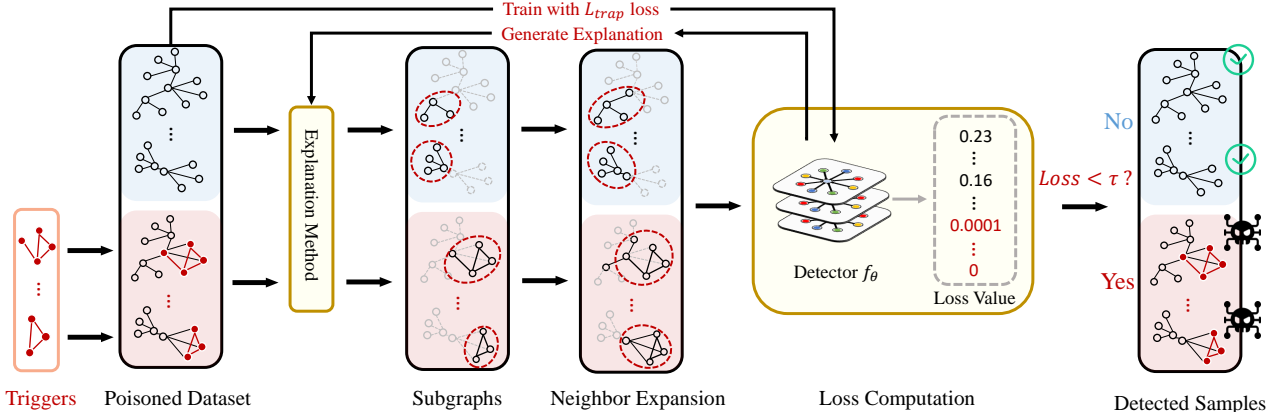 Train with L_trap loss
Generate Explanation
Explanation Method
0.23
...
0.16
...
0.0001
...
0
Detector f_θ
Loss Value
No
Loss < τ ?
Yes
Triggers
Poisoned Dataset
Subgraphs
Neighbor Expansion
Loss Computation
Detected Samples